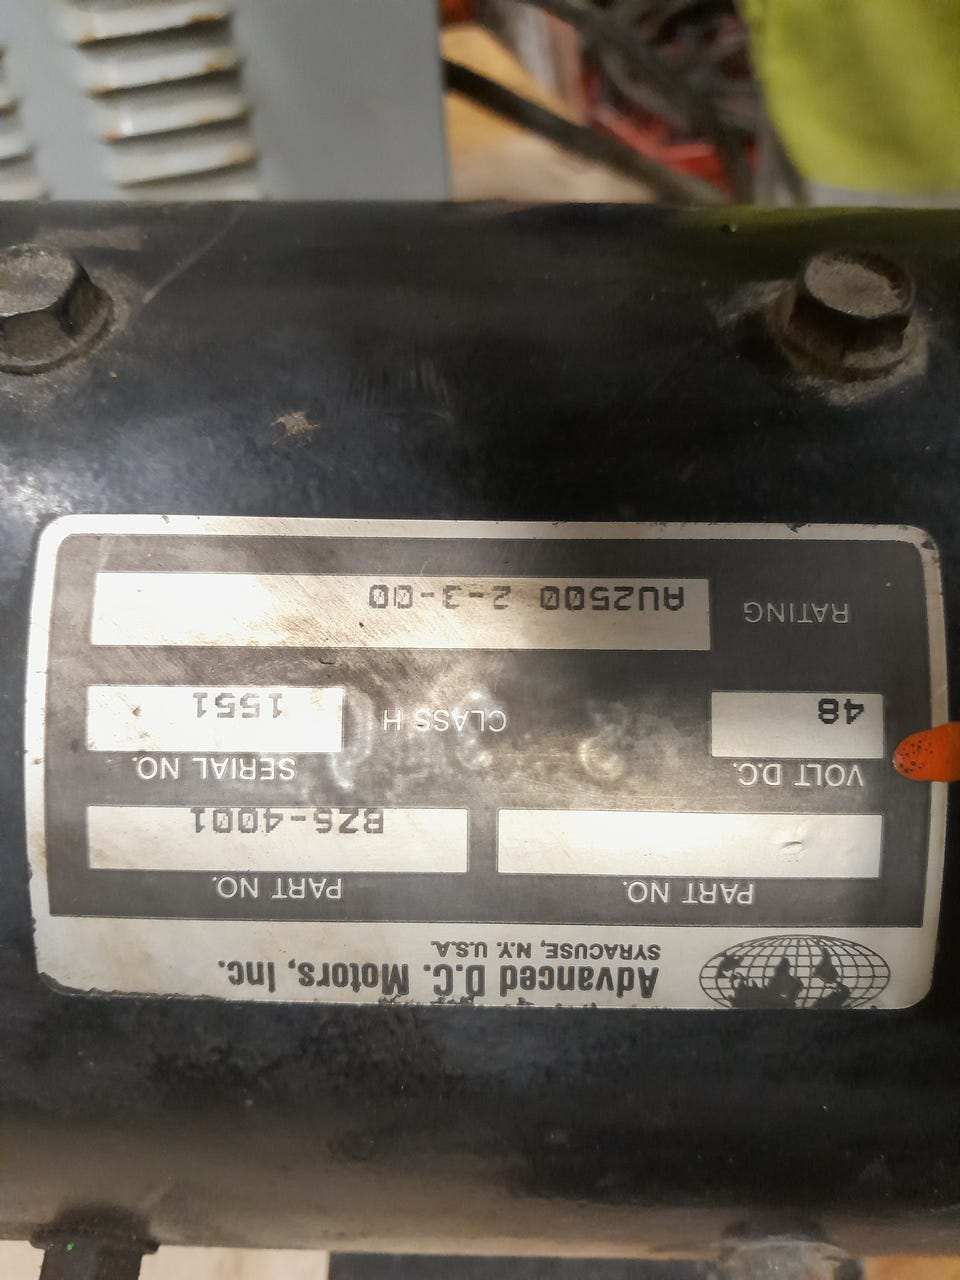 Advanced D.C. Motors, Inc.
SYRACUSE, N.Y. U.S.A.
PART NO. PART NO.
BZ6-4001
VOLT D.C. SERIAL NO.
48 CLASS H 1551
RATING AU2500 2-3-00